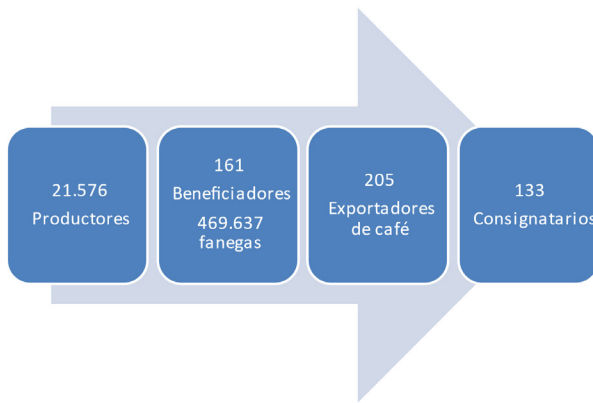 21.576
Productores
161
Beneficiadores
469.637
fanegas
205
Exportadores
de café
133
Consignatarios